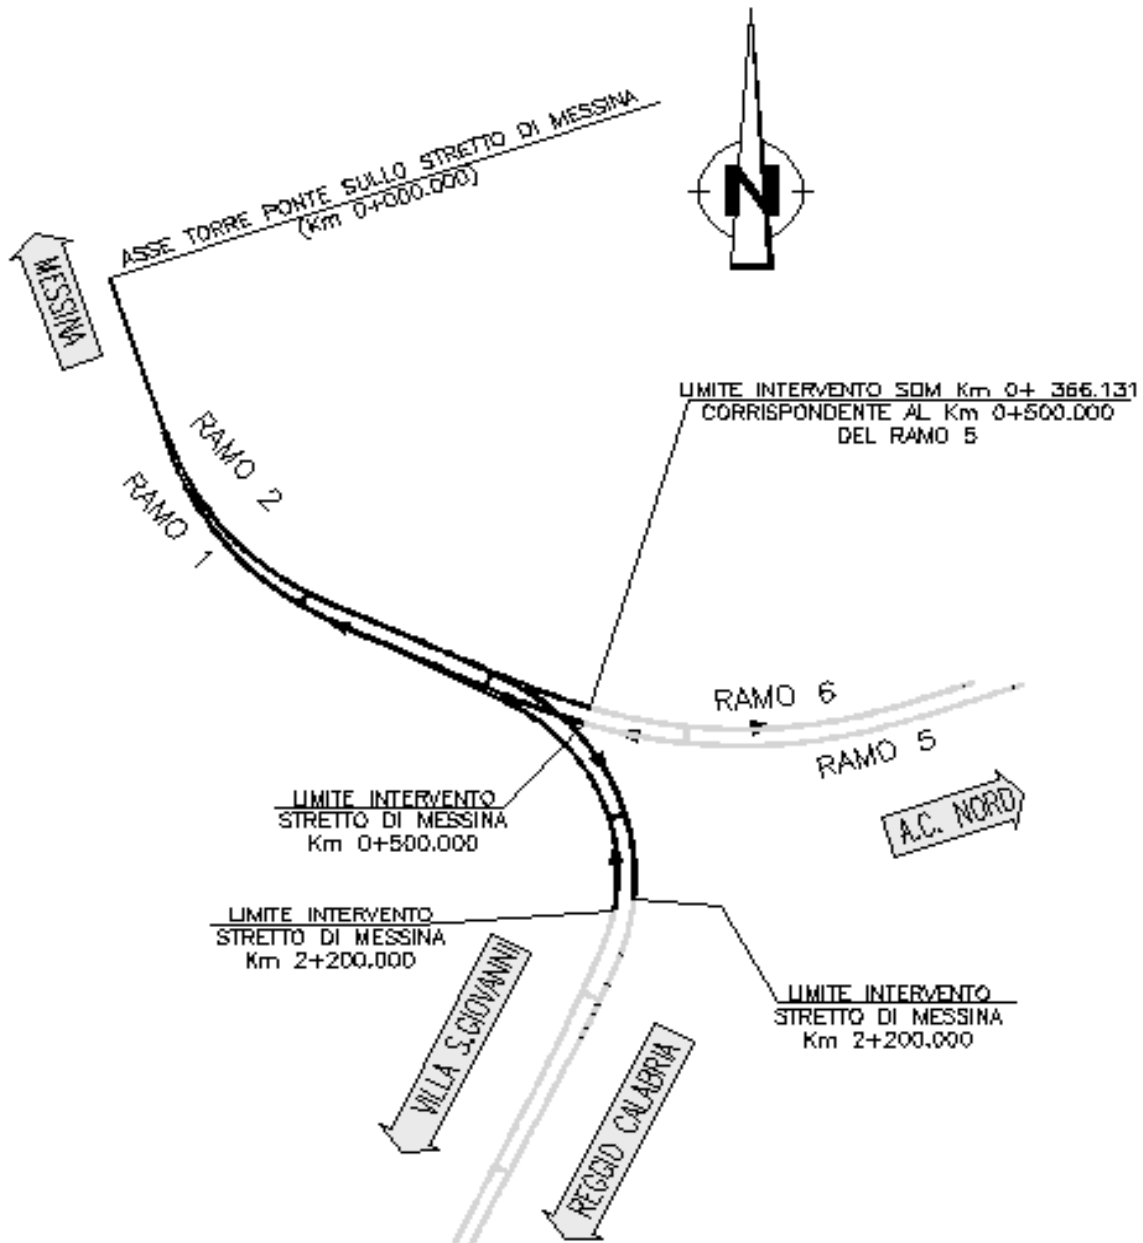 ASSE TORRE PONTE SULLO STRETTO DI MESSINA
(Km 0+000.000)
N
MESSINA
LIMITE INTERVENTO SDM Km 0+ 366.131
CORRISPONDENTE AL Km 0+500.000
DEL RAMO 5
RAMO 2
RAMO 1
RAMO 6
RAMO 5
A.C. NORD
LIMITE INTERVENTO
STRETTO DI MESSINA
Km 0+500.000
LIMITE INTERVENTO
STRETTO DI MESSINA
Km 2+200.000
LIMITE INTERVENTO
STRETTO DI MESSINA
Km 2+200.000
VILLA S.GIOVANNI
REGGIO CALABRIA